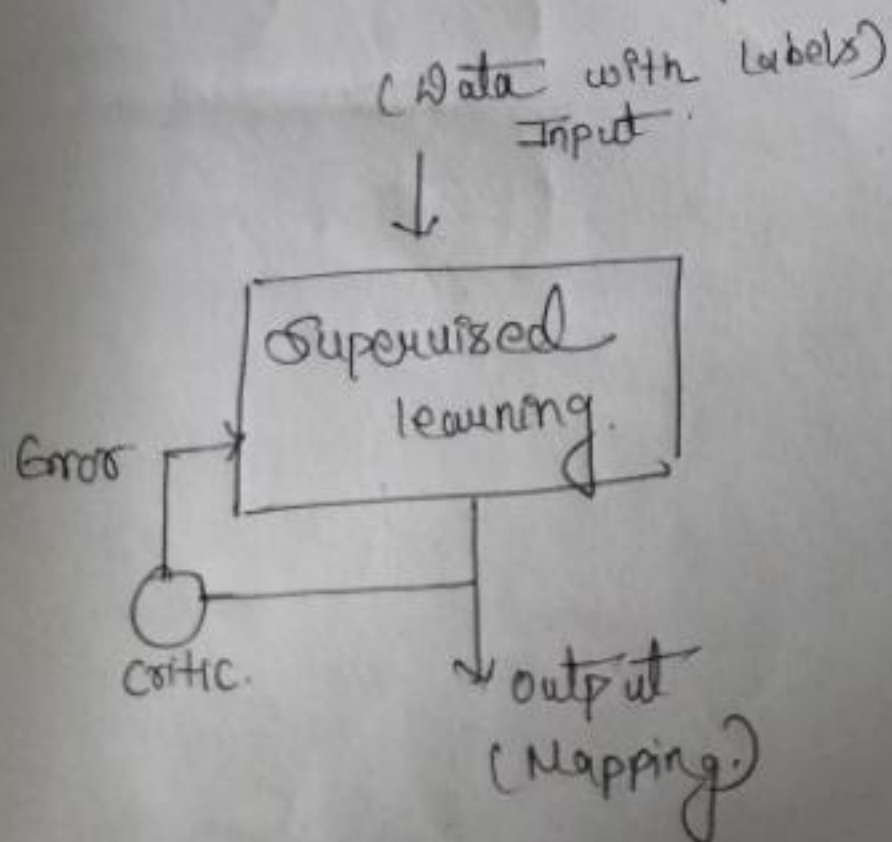 (Data with Labels)
Input.
Supervised
learning.
Error
Critic.
Output
(Mapping.)